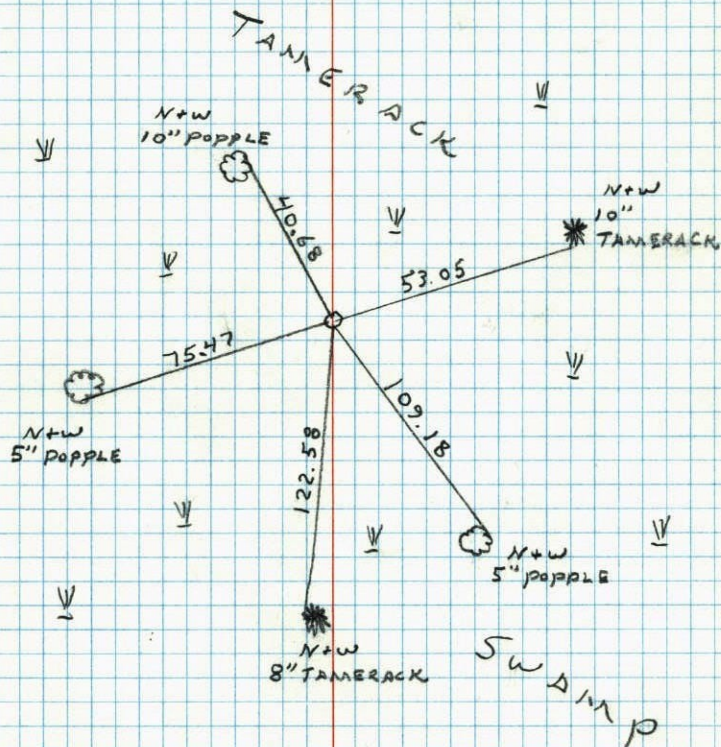 TAMERACK
N+W
10" POPPLE
N+W
10"
TAMERACK
40.68
53.05
75.47
109.18
122.58
N+W
5" POPPLE
N+W
5" POPPLE
N+W
8" TAMERACK
SWAMP